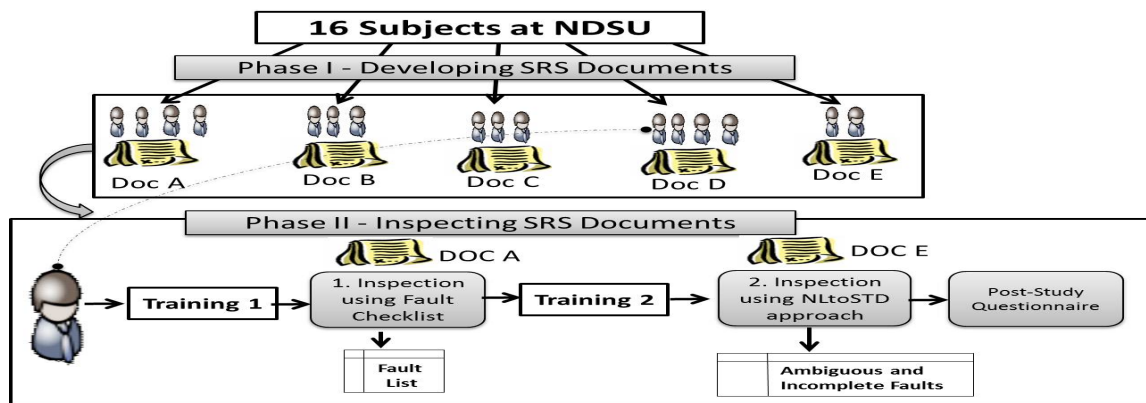 16 Subjects at NDSU
Phase I - Developing SRS Documents
Doc A
Doc B
Doc C
Doc D
Doc E
Phase II - Inspecting SRS Documents
DOC A
DOC E
Training 1
1. Inspection
using Fault
Checklist
Training 2
2. Inspection
using NLtoSTD
approach
Post-Study
Questionnaire
Fault
List
Ambiguous and
Incomplete Faults